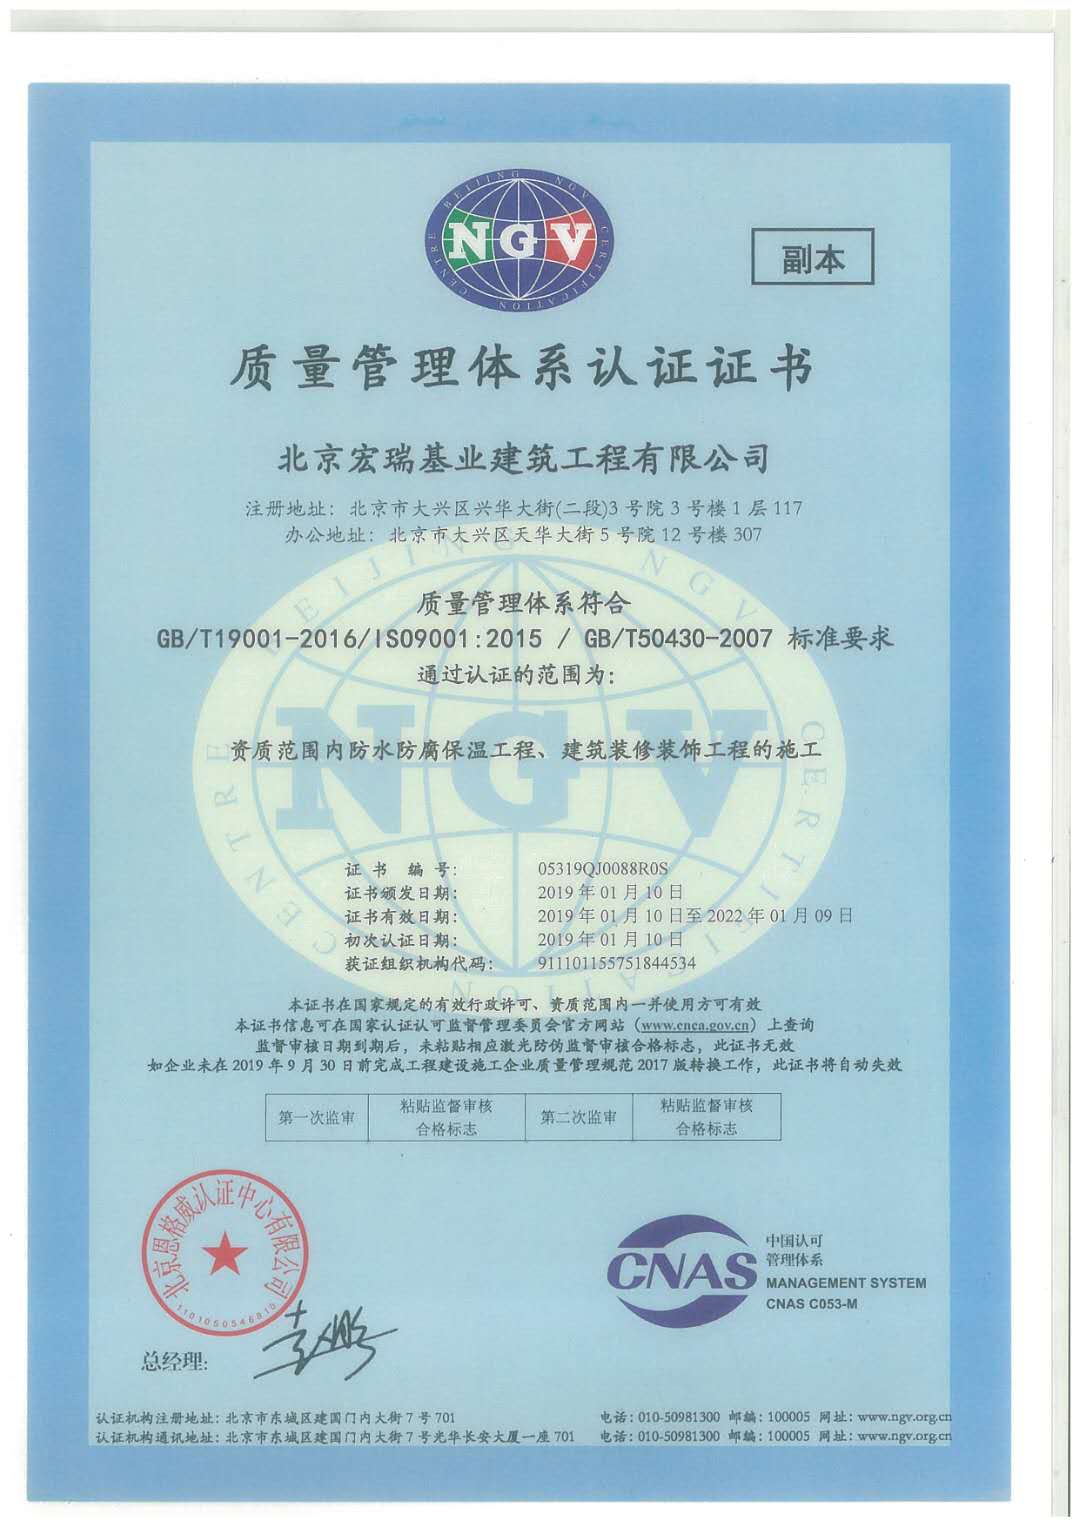 BEIJING NGV CERTIFICATION CENTRE
NGV
副本
质量管理体系认证证书
北京宏瑞基业建筑工程有限公司
注册地址：北京市大兴区兴华大街(二段)3号院3号楼1层117
办公地址：北京市大兴区天华大街5号院12号楼307
质量管理体系符合
GB/T19001-2016/ISO9001:2015 / GB/T50430-2007 标准要求
通过认证的范围为：
资质范围内防水防腐保温工程、建筑装修装饰工程的施工
BEIJING NGV CERTIFICATION CENTRE
NGV
证书编号： 05319QJ0088R0S
证书颁发日期： 2019年01月10日
证书有效日期： 2019年01月10日至2022年01月09日
初次认证日期： 2019年01月10日
获证组织机构代码： 911101155751844534
本证书在国家规定的有效行政许可、资质范围内一并使用方可有效
本证书信息可在国家认证认可监督管理委员会官方网站（www.cnca.gov.cn）上查询
监督审核日期到期后，未粘贴相应激光防伪监督审核合格标志，此证书无效
如企业未在2019年9月30日前完成工程建设施工企业质量管理规范2017版转换工作，此证书将自动失效
第一次监审 粘贴监督审核合格标志 第二次监审 粘贴监督审核合格标志
北京恩格威认证中心有限公司
1101050546810
总经理:
CNAS
中国认可
管理体系
MANAGEMENT SYSTEM
CNAS C053-M
认证机构注册地址：北京市东城区建国门内大街7号701 电话：010-50981300 邮编：100005 网址：www.ngv.org.cn
认证机构通讯地址：北京市东城区建国门内大街7号光华长安大厦一座701 电话：010-50981300 邮编：100005 网址：www.ngv.org.cn